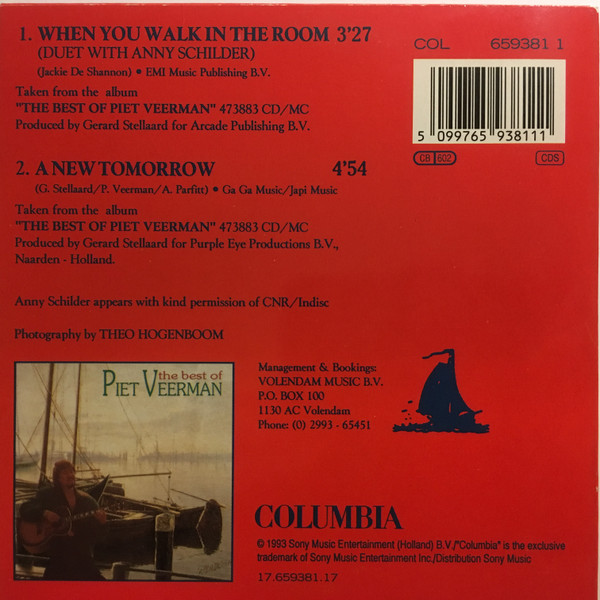 1. WHEN YOU WALK IN THE ROOM 3'27
(DUET WITH ANNY SCHILDER)
(Jackie De Shannon) • EMI Music Publishing B.V.
Taken from the album
"THE BEST OF PIET VEERMAN" 473883 CD/MC
Produced by Gerard Stellaard for Arcade Publishing B.V.
COL 659381 1
5 099765 938111
CB 602
CDS
2. A NEW TOMORROW 4'54
(G. Stellaard/P. Veerman/A. Parfitt) • Ga Ga Music/Japi Music
Taken from the album
"THE BEST OF PIET VEERMAN" 473883 CD/MC
Produced by Gerard Stellaard for Purple Eye Productions B.V.,
Naarden - Holland.
Anny Schilder appears with kind permission of CNR/Indisc
Photography by THEO HOGENBOOM
the best of
PIET VEERMAN
Management & Bookings:
VOLENDAM MUSIC B.V.
P.O. BOX 100
1130 AC Volendam
Phone: (0) 2993 - 65451
COLUMBIA
© 1993 Sony Music Entertainment (Holland) B.V./"Columbia" is the exclusive
trademark of Sony Music Entertainment Inc./Distribution Sony Music
17.659381.17